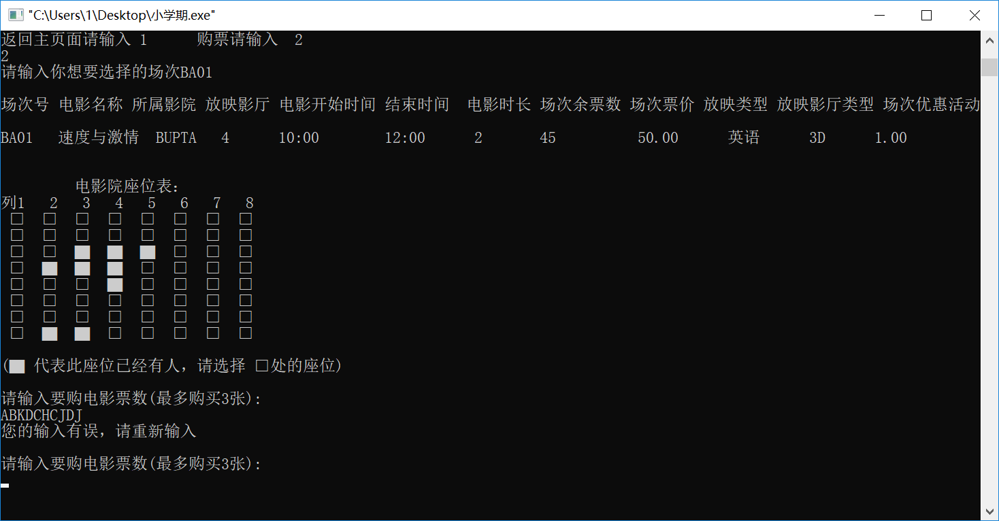 "C:\Users\1\Desktop\小学期.exe"
返回主页面请输入 1      购票请输入  2
2
请输入你想要选择的场次BA01
场次号 电影名称 所属影院 放映影厅 电影开始时间 结束时间  电影时长 场次余票数 场次票价 放映类型 放映影厅类型 场次优惠活动
BA01   速度与激情  BUPTA   4      10:00        12:00      2       45          50.00      英语      3D      1.00
电影院座位表:
列1   2   3   4   5   6   7   8
□   □   □   □   □   □   □   □
□   □   □   □   □   □   □   □
□   □   ■   ■   ■   □   □   □
□   ■   ■   ■   □   □   □   □
□   □   □   ■   □   □   □   □
□   □   □   □   □   □   □   □
□   □   □   □   □   □   □   □
□   ■   ■   □   □   □   □   □
(■ 代表此座位已经有人，请选择 □处的座位)
请输入要购电影票数(最多购买3张):
ABKDCHCJDJ
您的输入有误，请重新输入
请输入要购电影票数(最多购买3张):